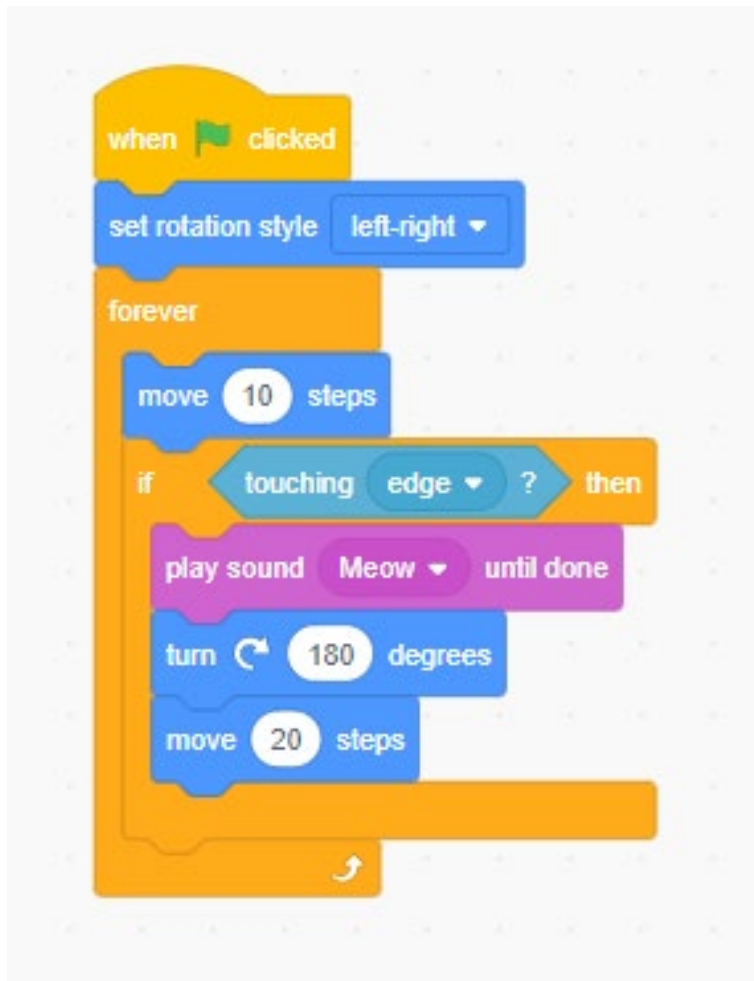 when clicked
set rotation style left-right
forever
move 10 steps
if touching edge ? then
play sound Meow until done
turn 180 degrees
move 20 steps